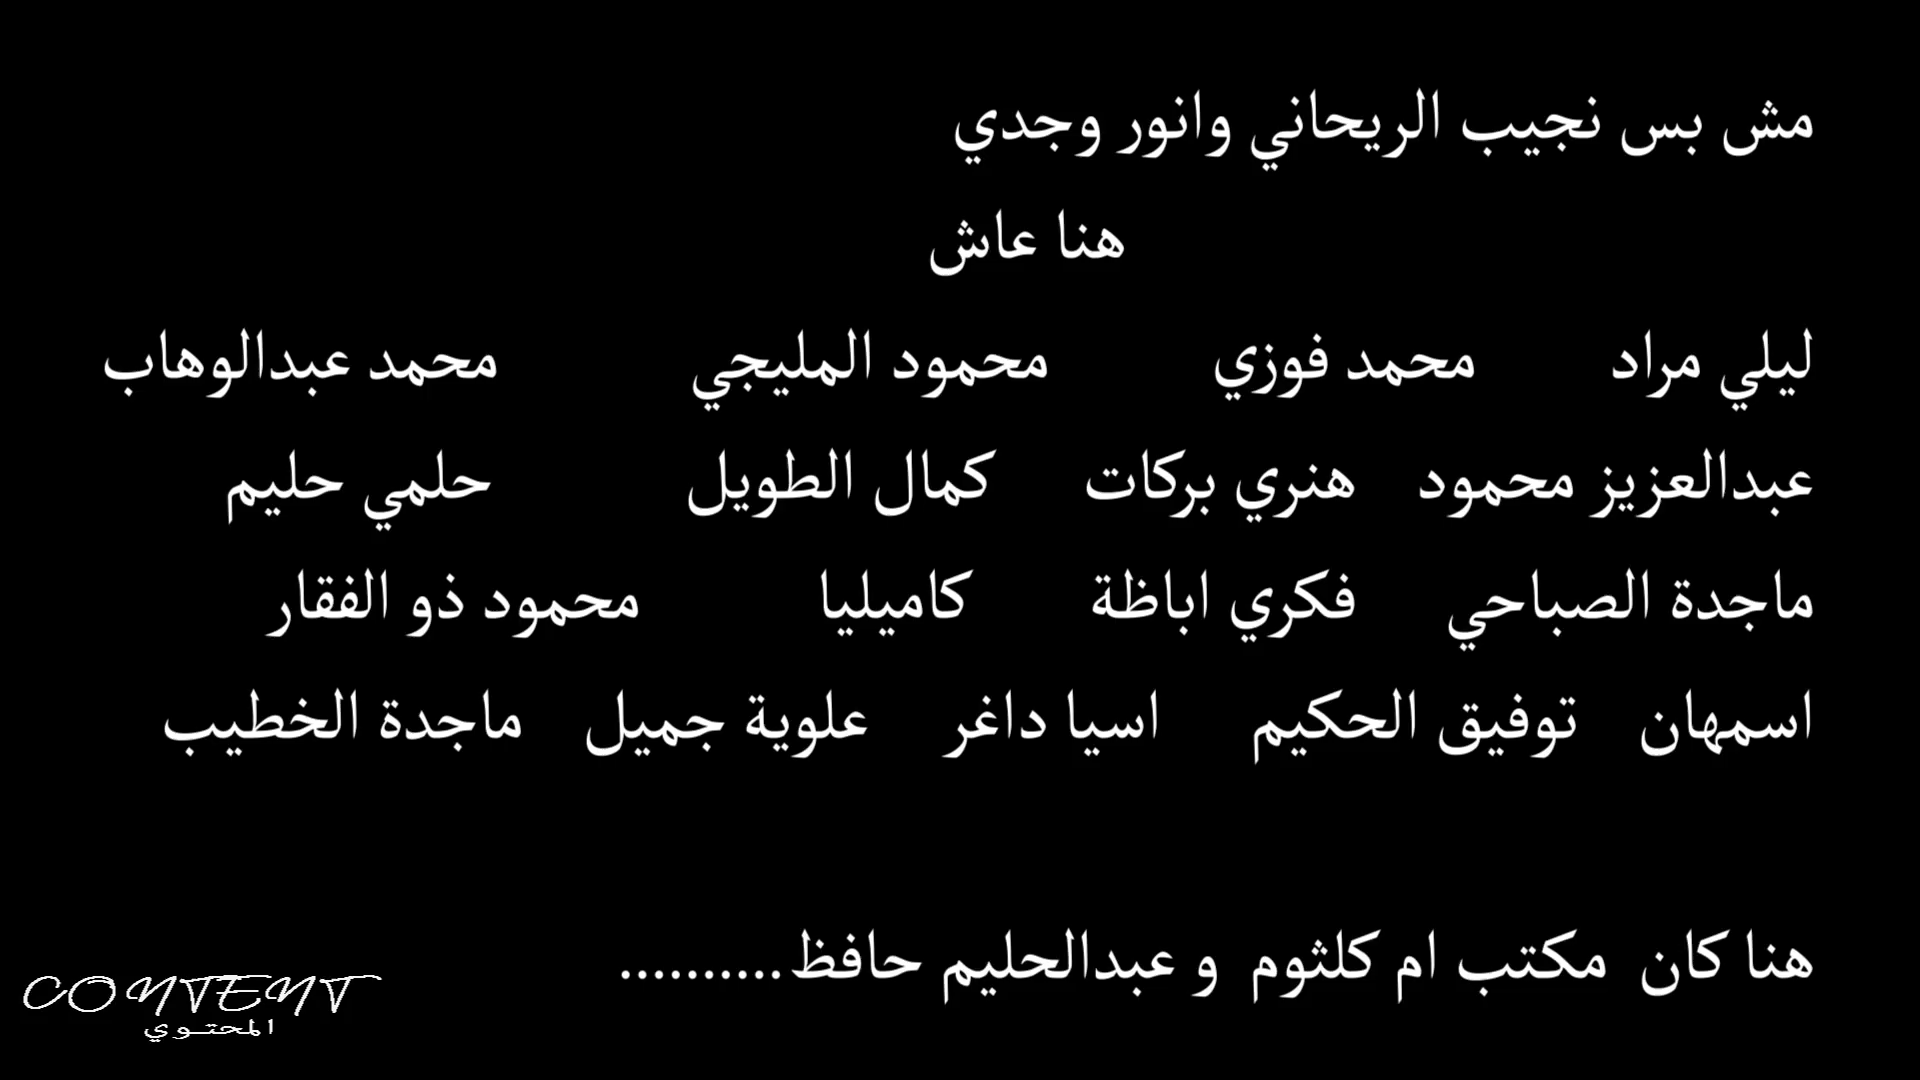 مش بس نجيب الريحاني وانور وجدي
هنا عاش
ليلي مراد محمد فوزي محمود المليجي محمد عبدالوهاب
عبدالعزيز محمود هنري بركات كمال الطويل حلمي حليم
ماجدة الصباحي فكري اباظة كاميليا محمود ذو الفقار
اسمهان توفيق الحكيم اسيا داغر علوية جميل ماجدة الخطيب
هنا كان مكتب ام كلثوم و عبدالحليم حافظ..........
CONTENT
المحتوي